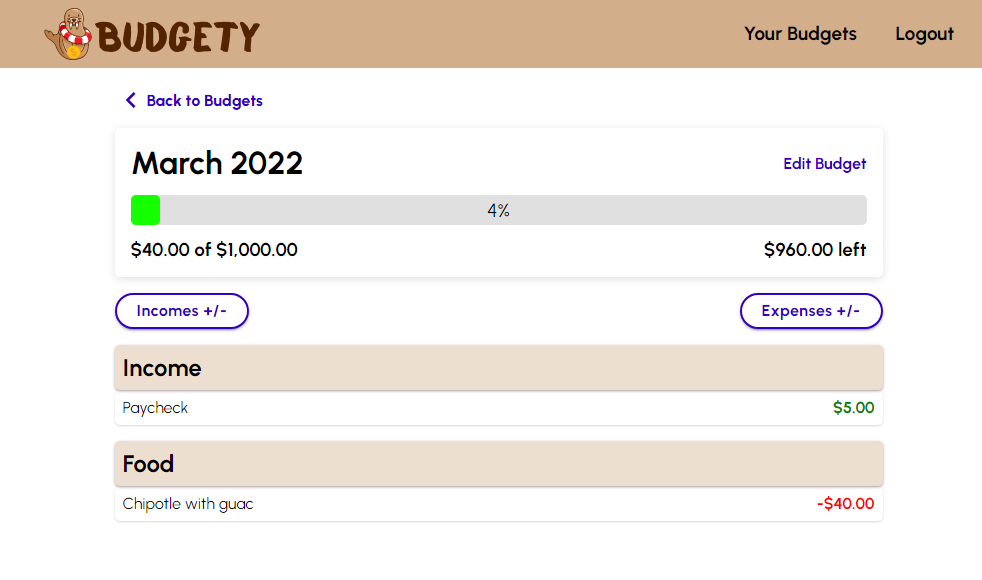 BUDGETY
Your Budgets
Logout
Back to Budgets
March 2022
Edit Budget
4%
$40.00 of $1,000.00
$960.00 left
Incomes +/-
Expenses +/-
Income
Paycheck
$5.00
Food
Chipotle with guac
-$40.00